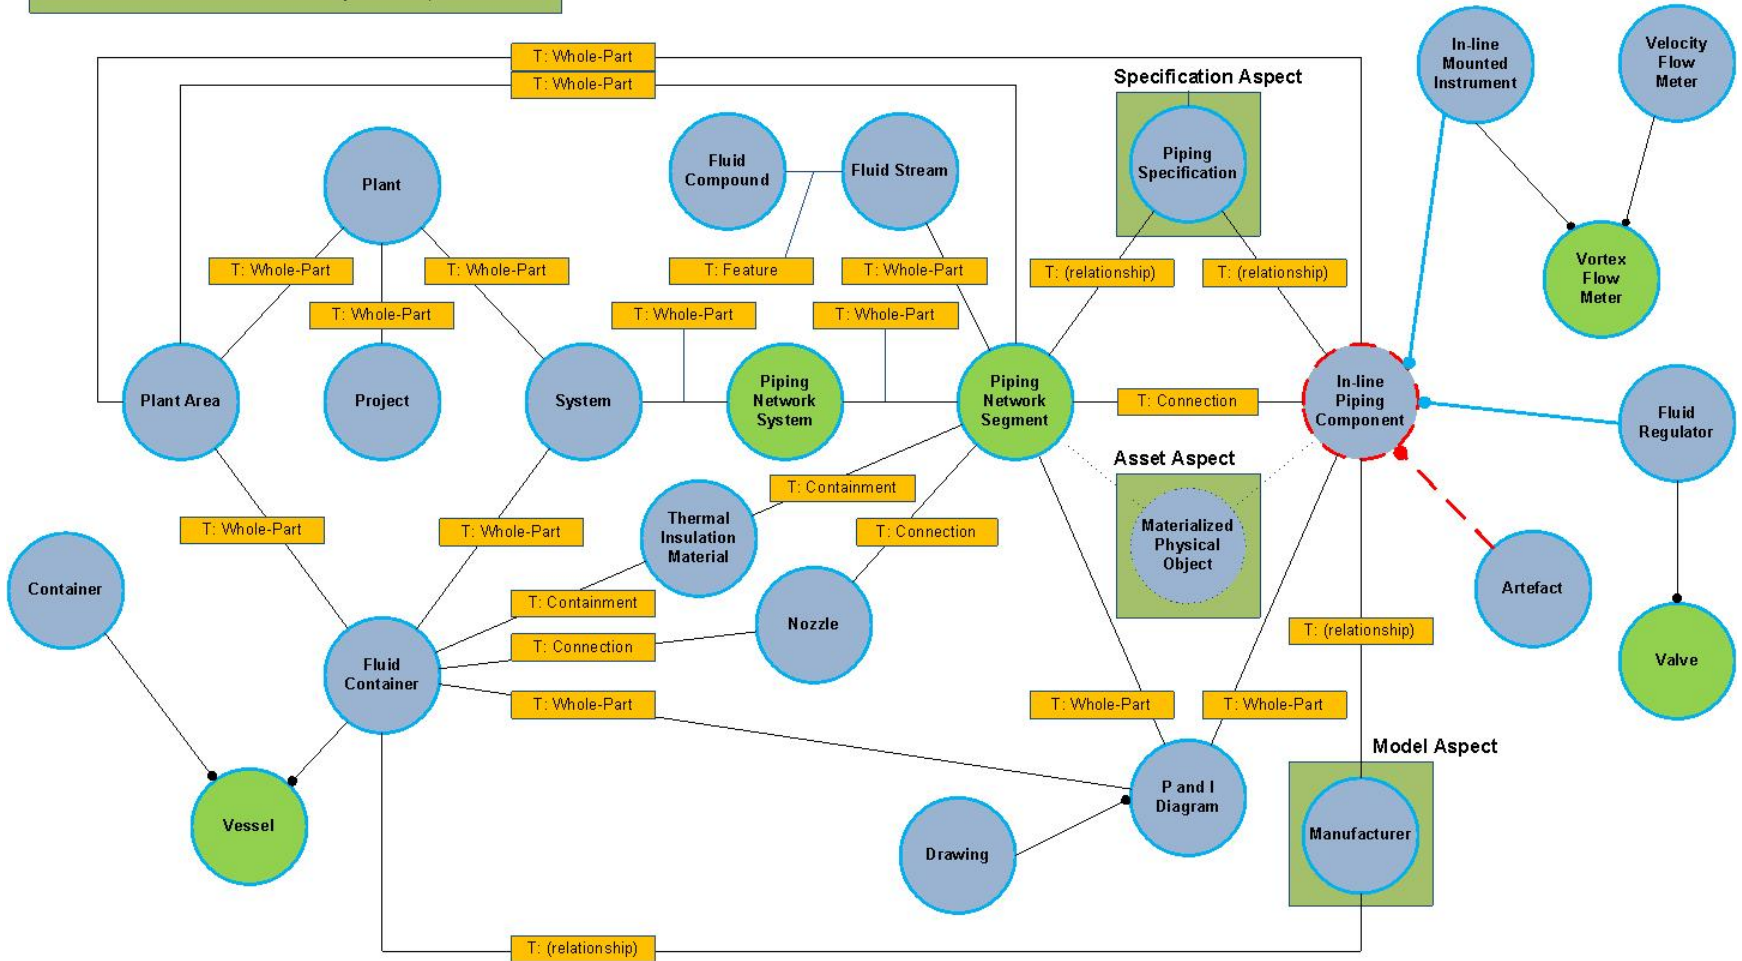 T: Whole-Part
T: Whole-Part
Specification Aspect
In-line
Mounted
Instrument
Velocity
Flow
Meter
Plant
Fluid
Compound
Fluid Stream
Piping
Specification
T: Whole-Part
T: Whole-Part
T: Feature
T: Whole-Part
T: (relationship)
T: (relationship)
Vortex
Flow
Meter
T: Whole-Part
T: Whole-Part
T: Whole-Part
Plant Area
Project
System
Piping
Network
System
Piping
Network
Segment
T: Connection
In-line
Piping
Component
Fluid
Regulator
Asset Aspect
T: Containment
T: Whole-Part
T: Whole-Part
Thermal
Insulation
Material
T: Connection
Materialized
Physical
Object
Container
Artefact
T: Containment
Nozzle
T: Connection
T: (relationship)
Fluid
Container
Valve
T: Whole-Part
T: Whole-Part
T: Whole-Part
Model Aspect
P and I
Diagram
Vessel
Manufacturer
Drawing
T: (relationship)